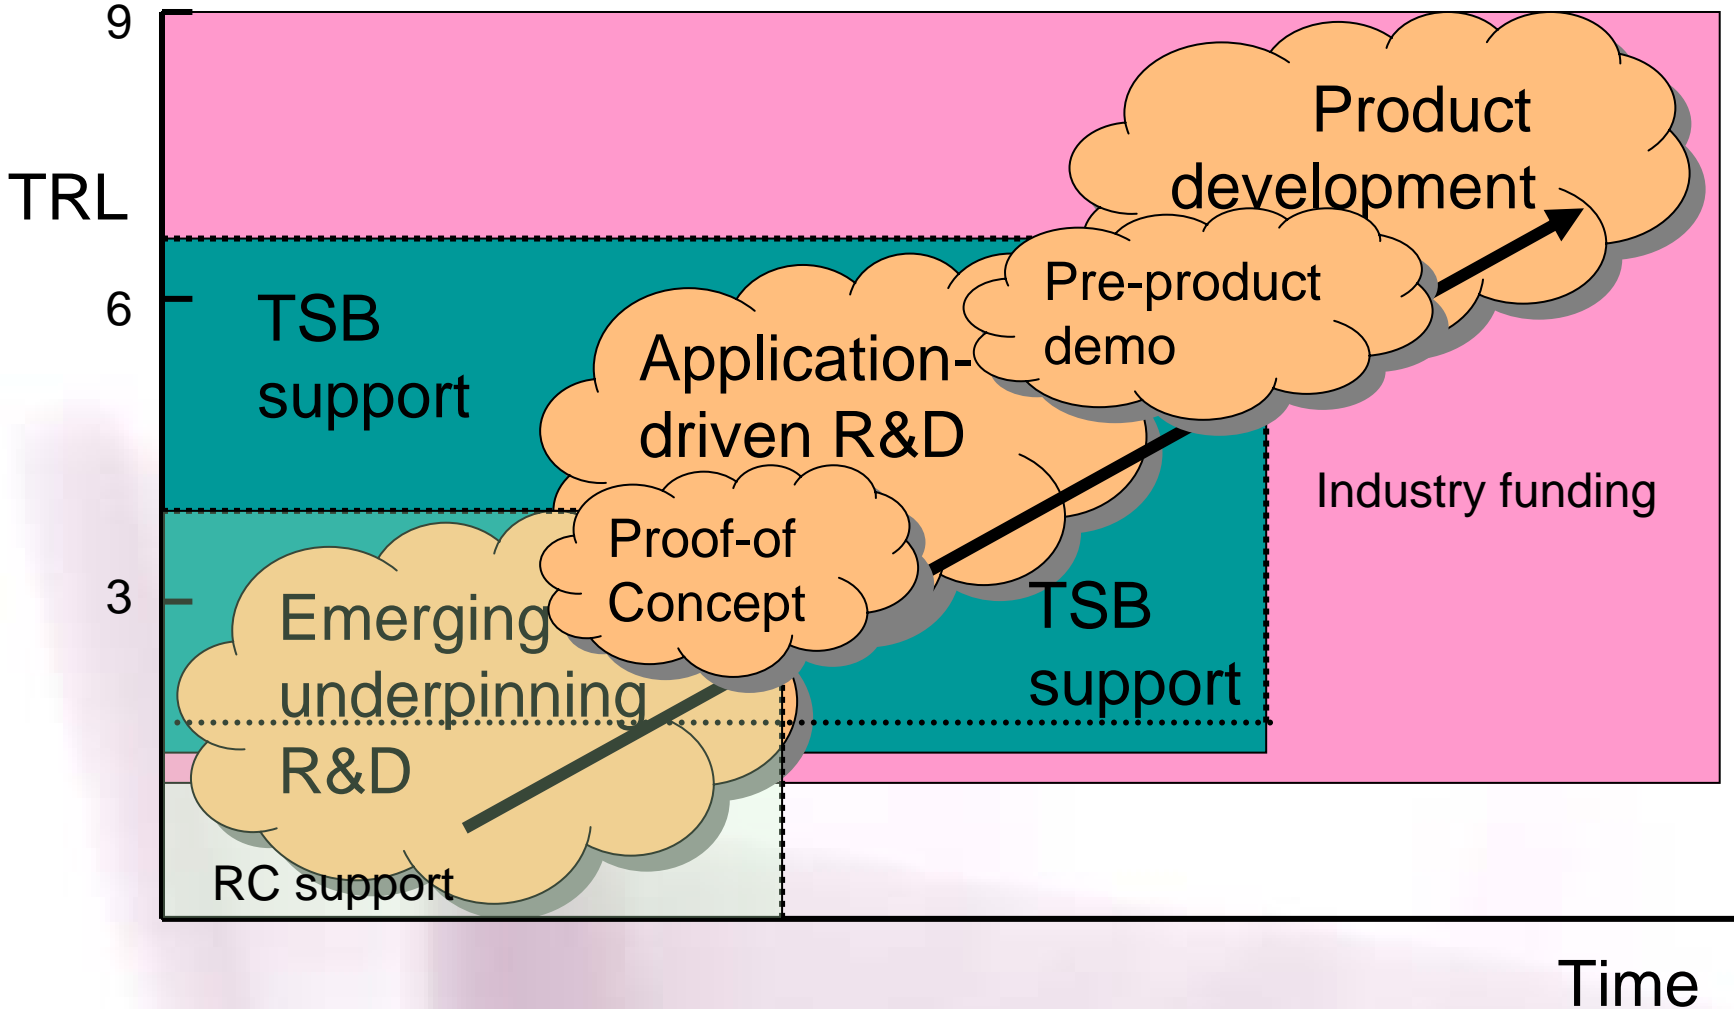 9
Product
development
TRL
Pre-product
demo
6
TSB
support
Application-
driven R&D
Industry funding
Proof-of
Concept
3
Emerging
underpinning
R&D
TSB
support
RC support
Time